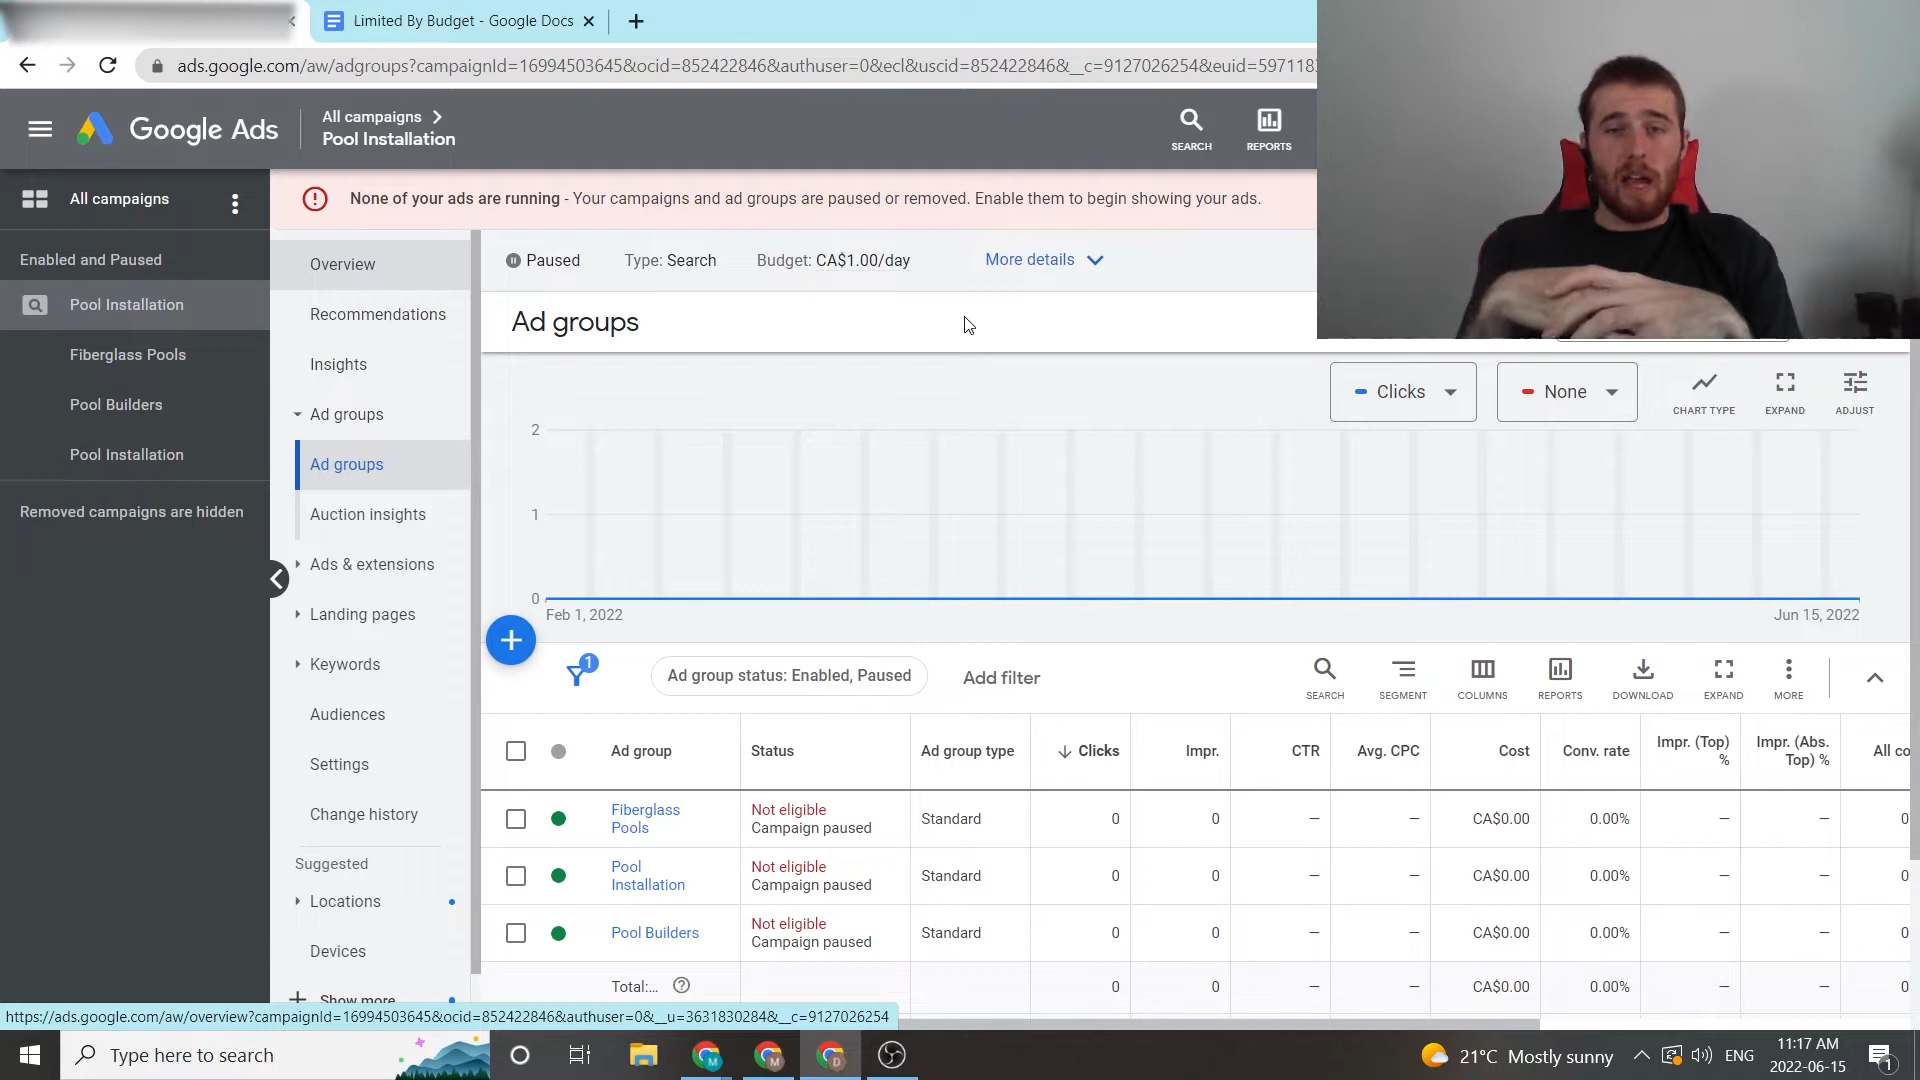 Limited By Budget - Google Docs
ads.google.com/aw/adgroups?campaignId=16994503645&ocid=852422846&authuser=0&ecl&uscid=852422846&__c=9127026254&euid=597118
Google Ads
All campaigns
Pool Installation
SEARCH
REPORTS
All campaigns
Enabled and Paused
Pool Installation
Fiberglass Pools
Pool Builders
Pool Installation
Removed campaigns are hidden
None of your ads are running - Your campaigns and ad groups are paused or removed. Enable them to begin showing your ads.
Overview
Recommendations
Insights
Ad groups
Ad groups
Auction insights
Ads & extensions
Landing pages
Keywords
Audiences
Settings
Change history
Suggested
Locations
Devices
Show more
Paused Type: Search Budget: CA$1.00/day More details
Ad groups
Clicks
None
CHART TYPE
EXPAND
ADJUST
2
1
0
Feb 1, 2022
Jun 15, 2022
1
Ad group status: Enabled, Paused
Add filter
SEARCH
SEGMENT
COLUMNS
REPORTS
DOWNLOAD
EXPAND
MORE
Ad group Status Ad group type Clicks Impr. CTR Avg. CPC Cost Conv. rate Impr. (Top) % Impr. (Abs. Top) % All co
Fiberglass Pools Not eligible Campaign paused Standard 0 0 – – CA$0.00 0.00% – – 0
Pool Installation Not eligible Campaign paused Standard 0 0 – – CA$0.00 0.00% – – 0
Pool Builders Not eligible Campaign paused Standard 0 0 – – CA$0.00 0.00% – – 0
Total:... 0 0 – – CA$0.00 0.00% – – 0
https://ads.google.com/aw/overview?campaignId=16994503645&ocid=852422846&authuser=0&__u=3631830284&__c=9127026254
Type here to search
21°C Mostly sunny
ENG
11:17 AM
2022-06-15
1